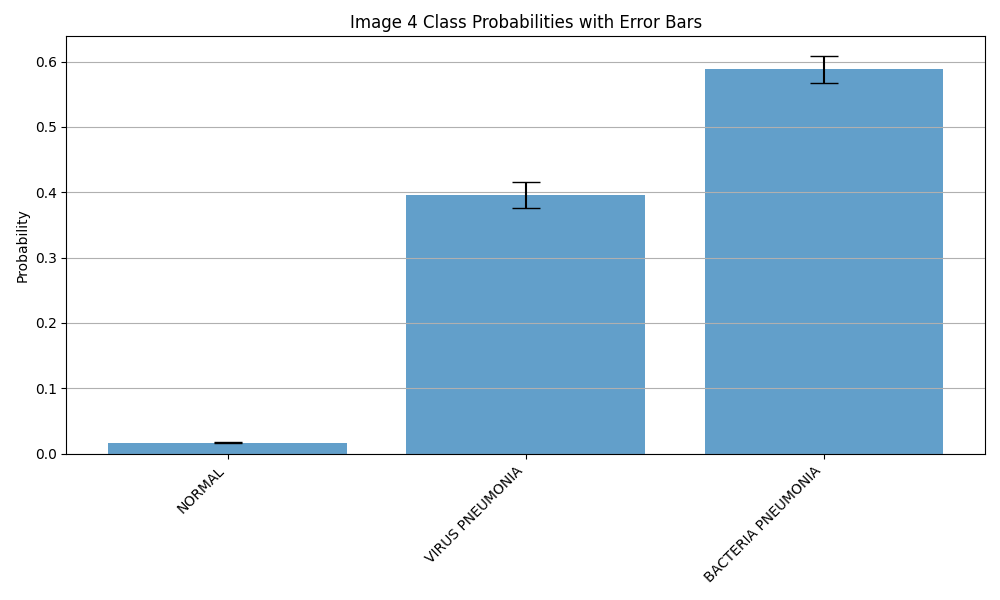 Image 4 Class Probabilities with Error Bars
Probability
0.6
0.5
0.4
0.3
0.2
0.1
0.0
NORMAL
VIRUS PNEUMONIA
BACTERIA PNEUMONIA